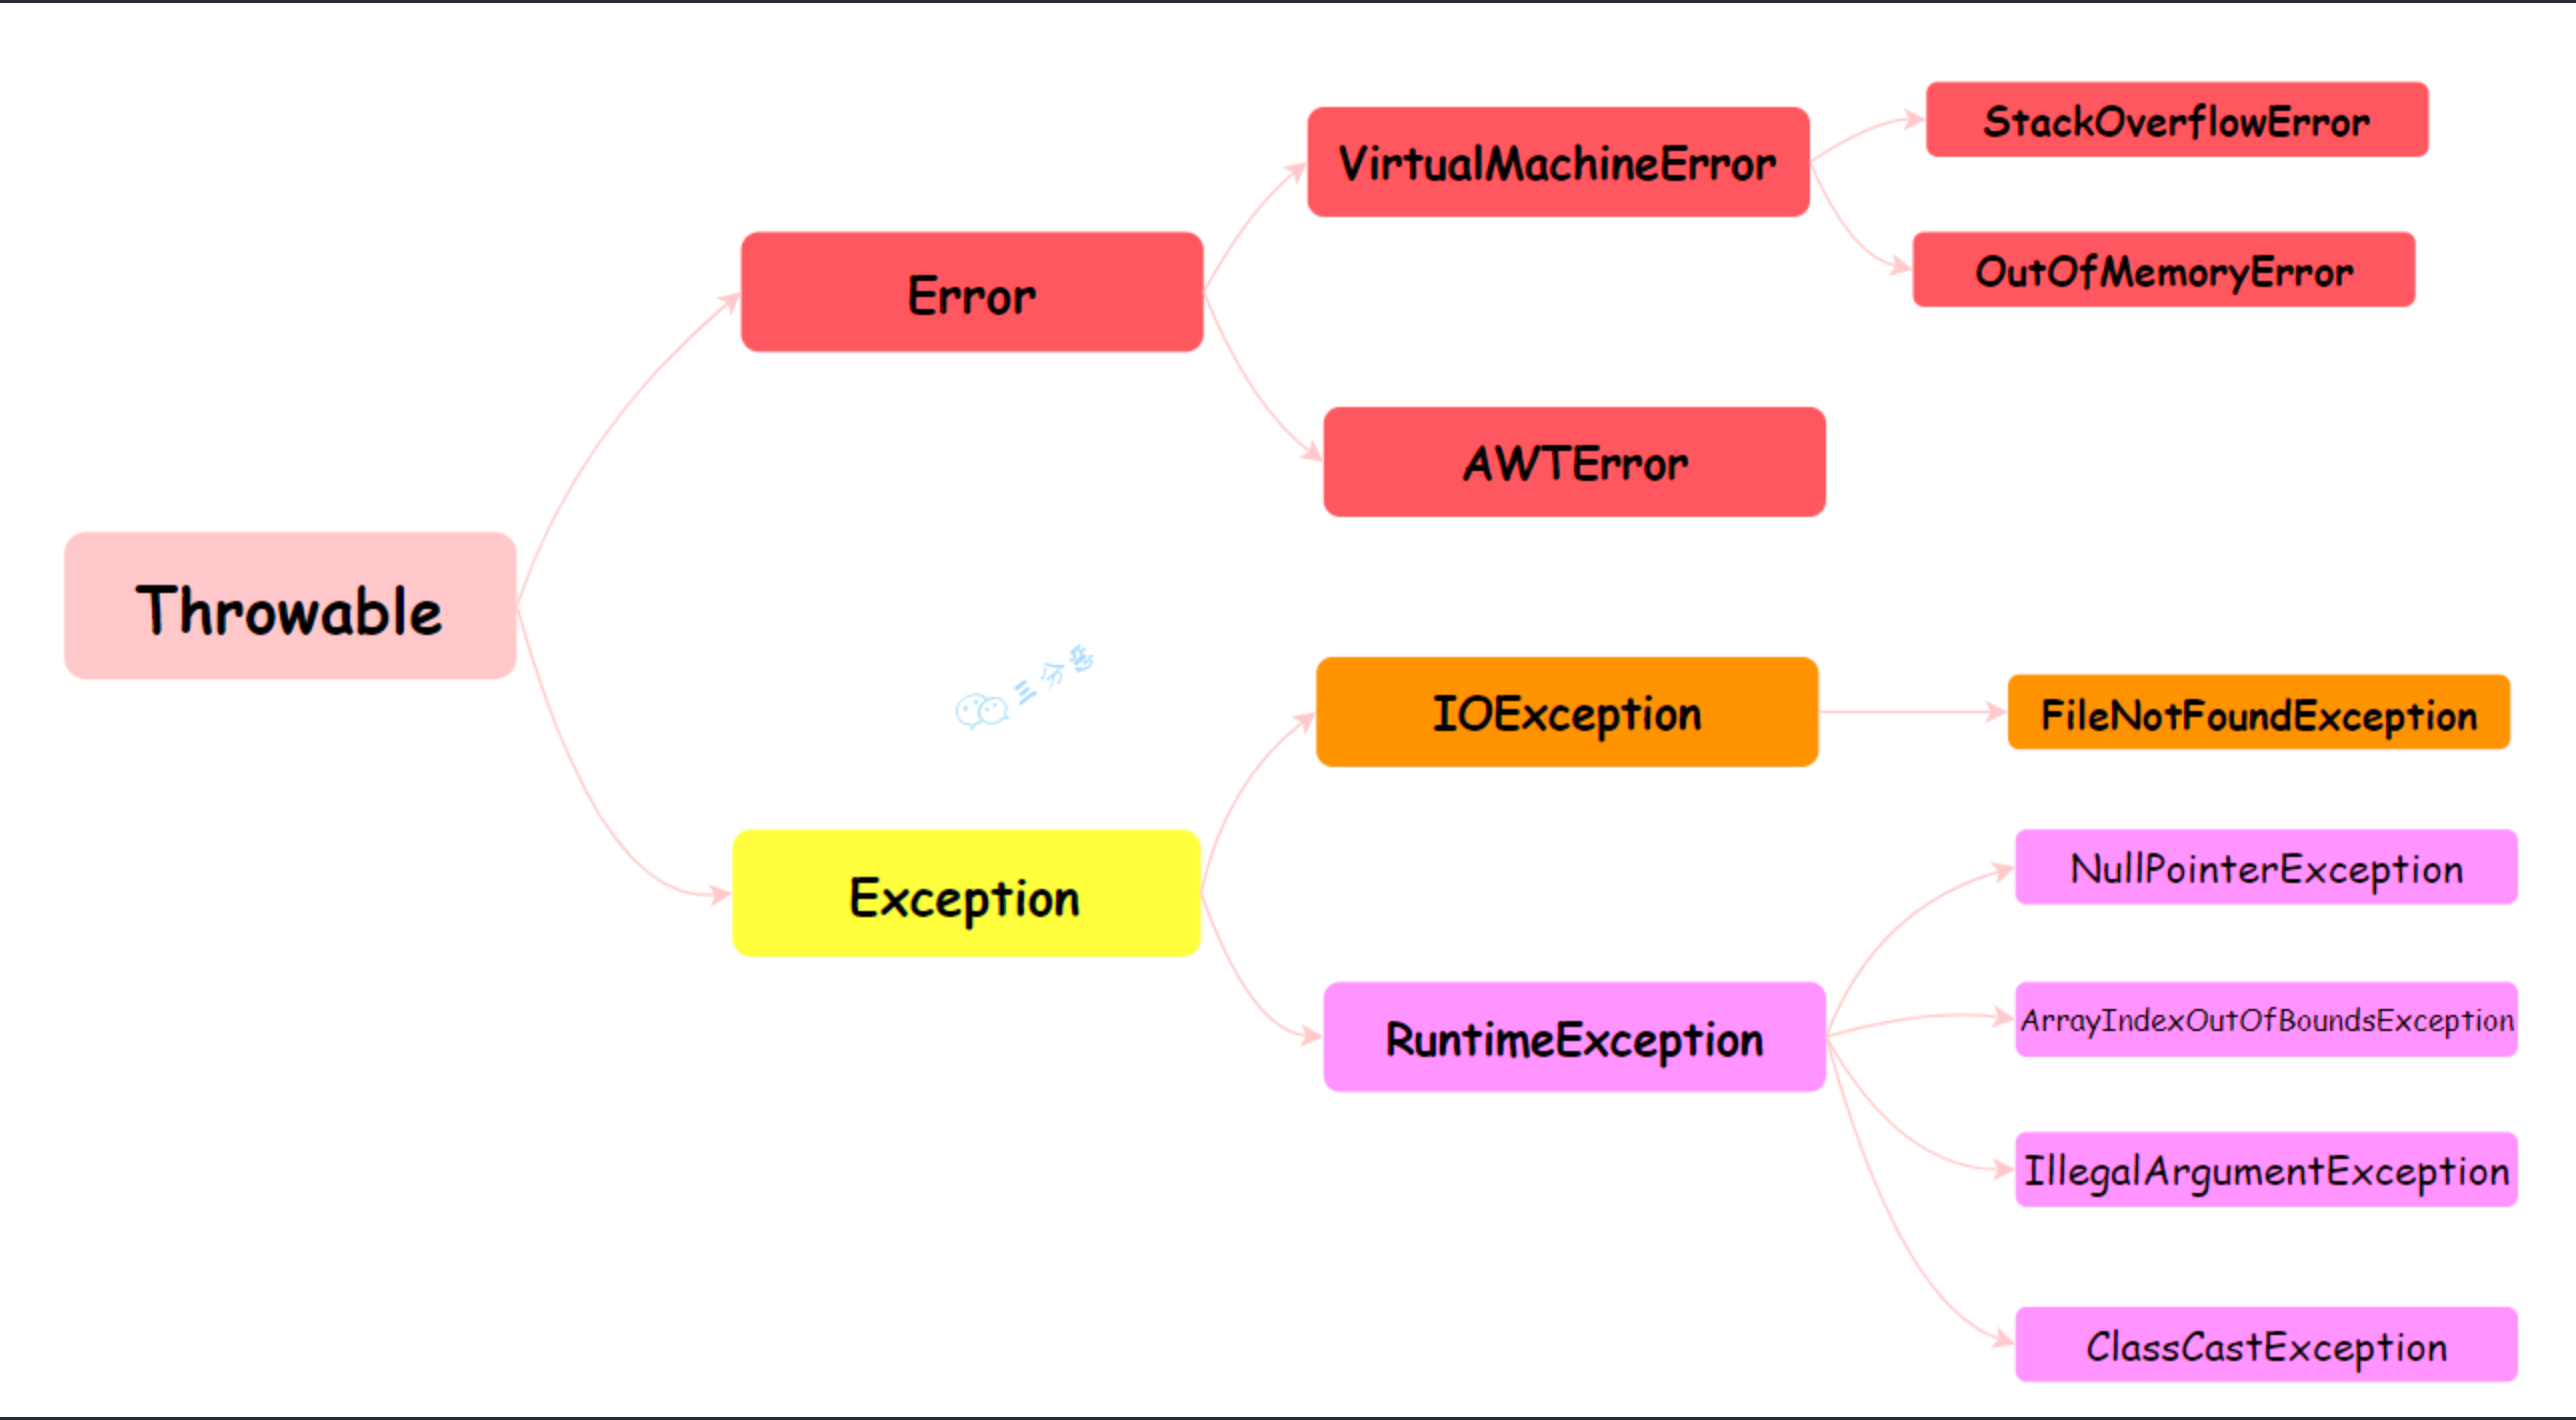 Throwable
Error
VirtualMachineError
StackOverflowError
OutOfMemoryError
AWTError
三分恶
Exception
IOException
FileNotFoundException
RuntimeException
NullPointerException
ArrayIndexOutOfBoundsException
IllegalArgumentException
ClassCastException